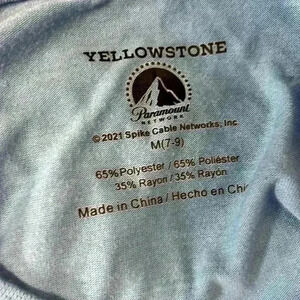 YELLOWSTONE
Paramount
NETWORK
© 2021 Spike Cable Networks, Inc.
M(7-9)
65% Polyester / 65% Poliéster
35% Rayon / 35% Rayón
Made in China / Hecho en Chi